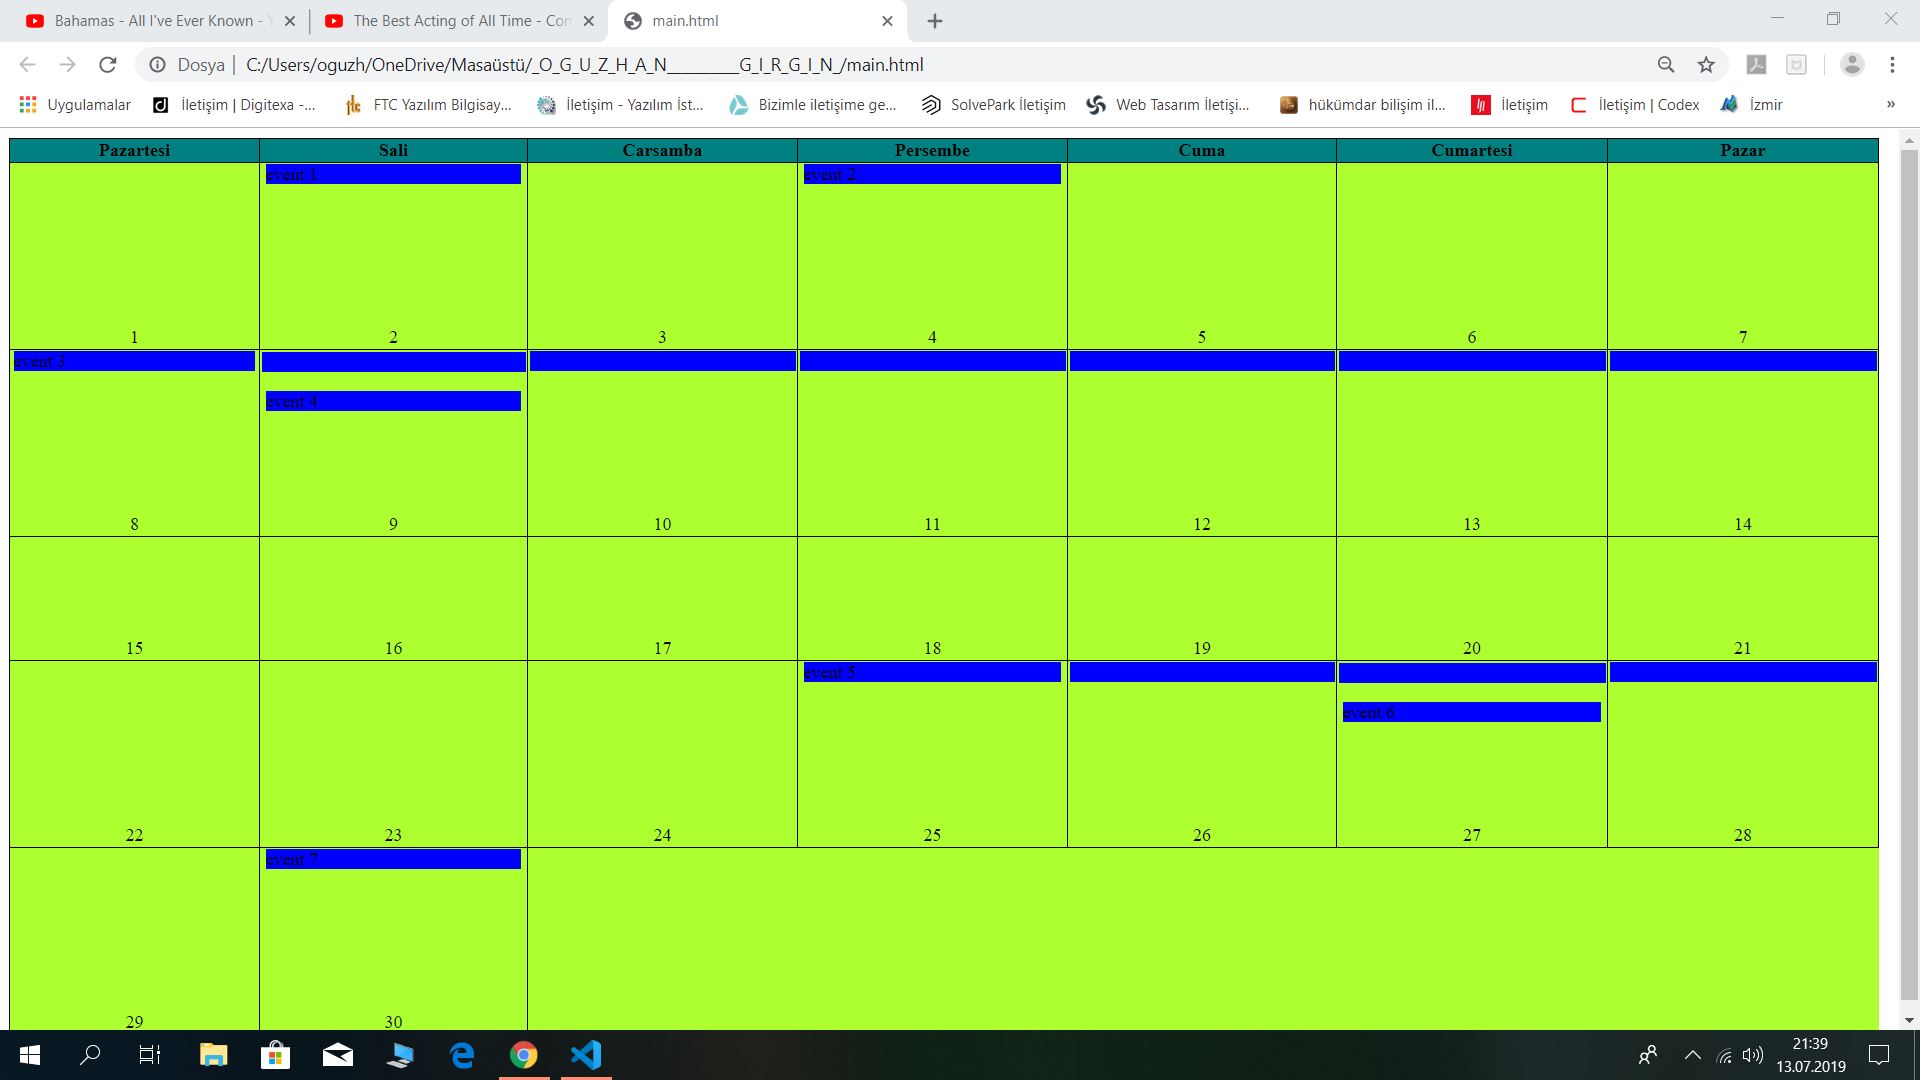 Bahamas - All I've Ever Known - Y
The Best Acting of All Time - Con
main.html
Dosya | C:/Users/oguzh/OneDrive/Masaüstü/_O_G_U_Z_H_A_N__________G_I_R_G_I_N_/main.html
Uygulamalar İletişim | Digitexa -... FTC Yazılım Bilgisay... İletişim - Yazılım İst... Bizimle iletişime ge... SolvePark İletişim Web Tasarım İletişi... hükümdar bilişim il... İletişim İletişim | Codex İzmir »
Pazartesi Sali Carsamba Persembe Cuma Cumartesi Pazar
event 1 event 2
1 2 3 4 5 6 7
event 3
event 4
8 9 10 11 12 13 14
15 16 17 18 19 20 21
event 5
event 6
22 23 24 25 26 27 28
event 7
29 30
21:39
13.07.2019